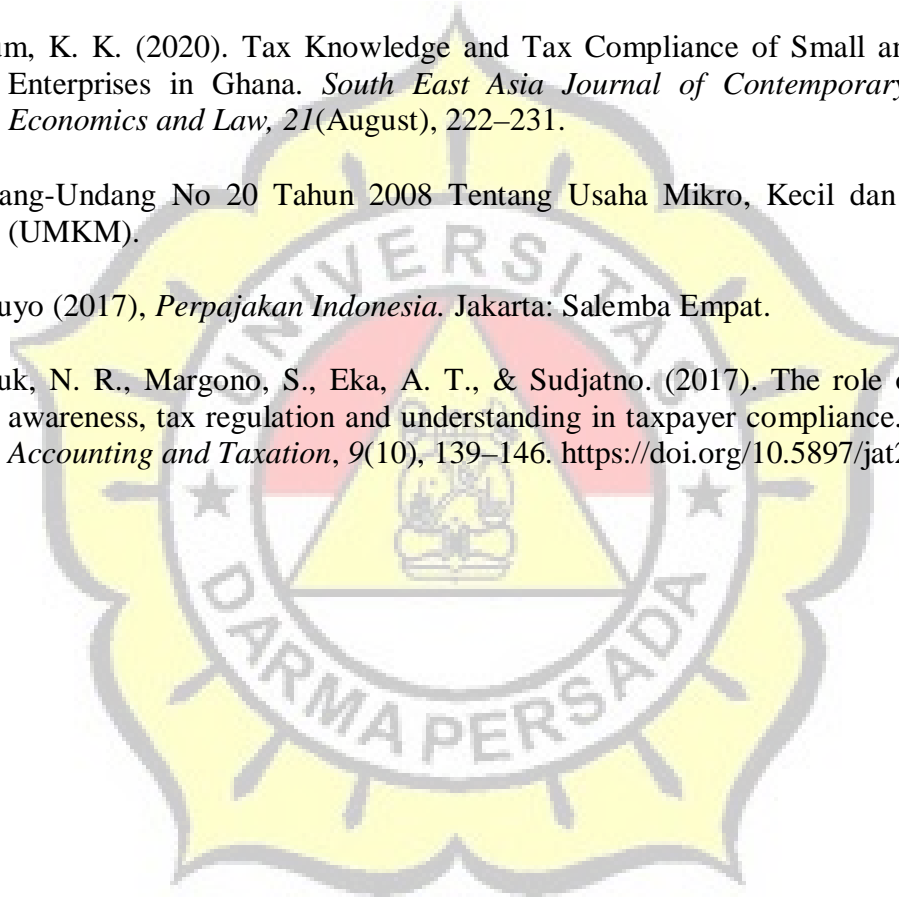 um, K. K. (2020). Tax Knowledge and Tax Compliance of Small an
Enterprises in Ghana. South East Asia Journal of Contemporary
Economics and Law, 21(August), 222–231.
ang-Undang No 20 Tahun 2008 Tentang Usaha Mikro, Kecil dan
(UMKM).
uyo (2017), Perpajakan Indonesia. Jakarta: Salemba Empat.
uk, N. R., Margono, S., Eka, A. T., & Sudjatno. (2017). The role
awareness, tax regulation and understanding in taxpayer compliance.
Accounting and Taxation, 9(10), 139–146. https://doi.org/10.5897/jat2
UNIVERSITAS
DARMA PERSADA